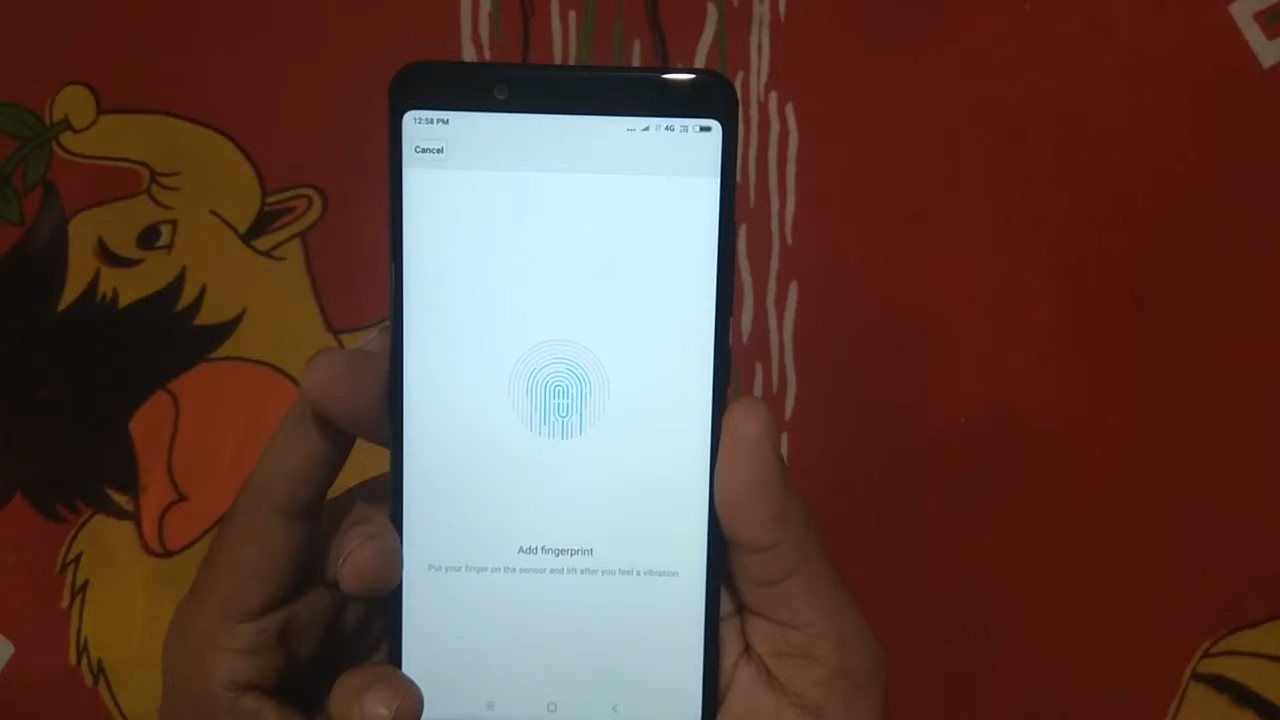 12:58 PM
4G
Cancel
Add fingerprint
Put your finger on the sensor and lift after you feel a vibration.